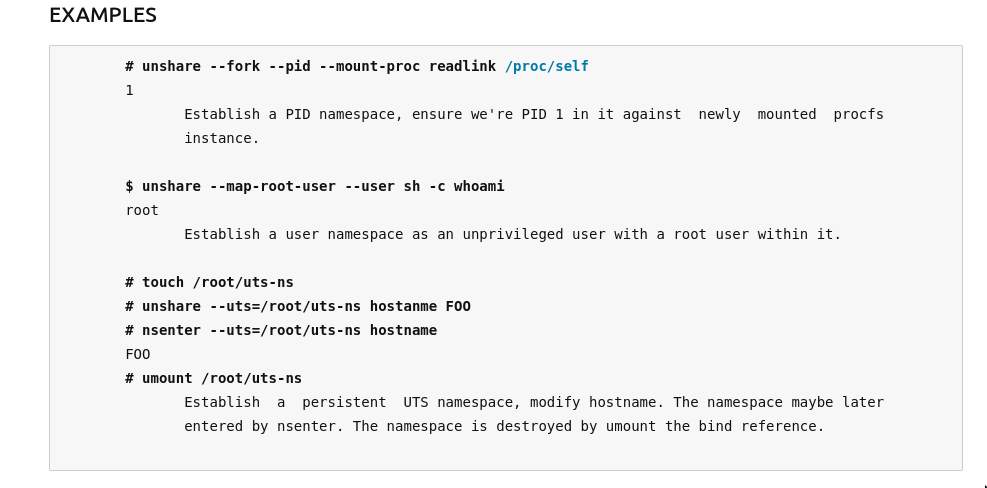 EXAMPLES
# unshare --fork --pid --mount-proc readlink /proc/self
1
Establish a PID namespace, ensure we're PID 1 in it against  newly  mounted  procfs
instance.
$ unshare --map-root-user --user sh -c whoami
root
Establish a user namespace as an unprivileged user with a root user within it.
# touch /root/uts-ns
# unshare --uts=/root/uts-ns hostanme FOO
# nsenter --uts=/root/uts-ns hostname
FOO
# umount /root/uts-ns
Establish  a  persistent  UTS namespace, modify hostname. The namespace maybe later
entered by nsenter. The namespace is destroyed by umount the bind reference.